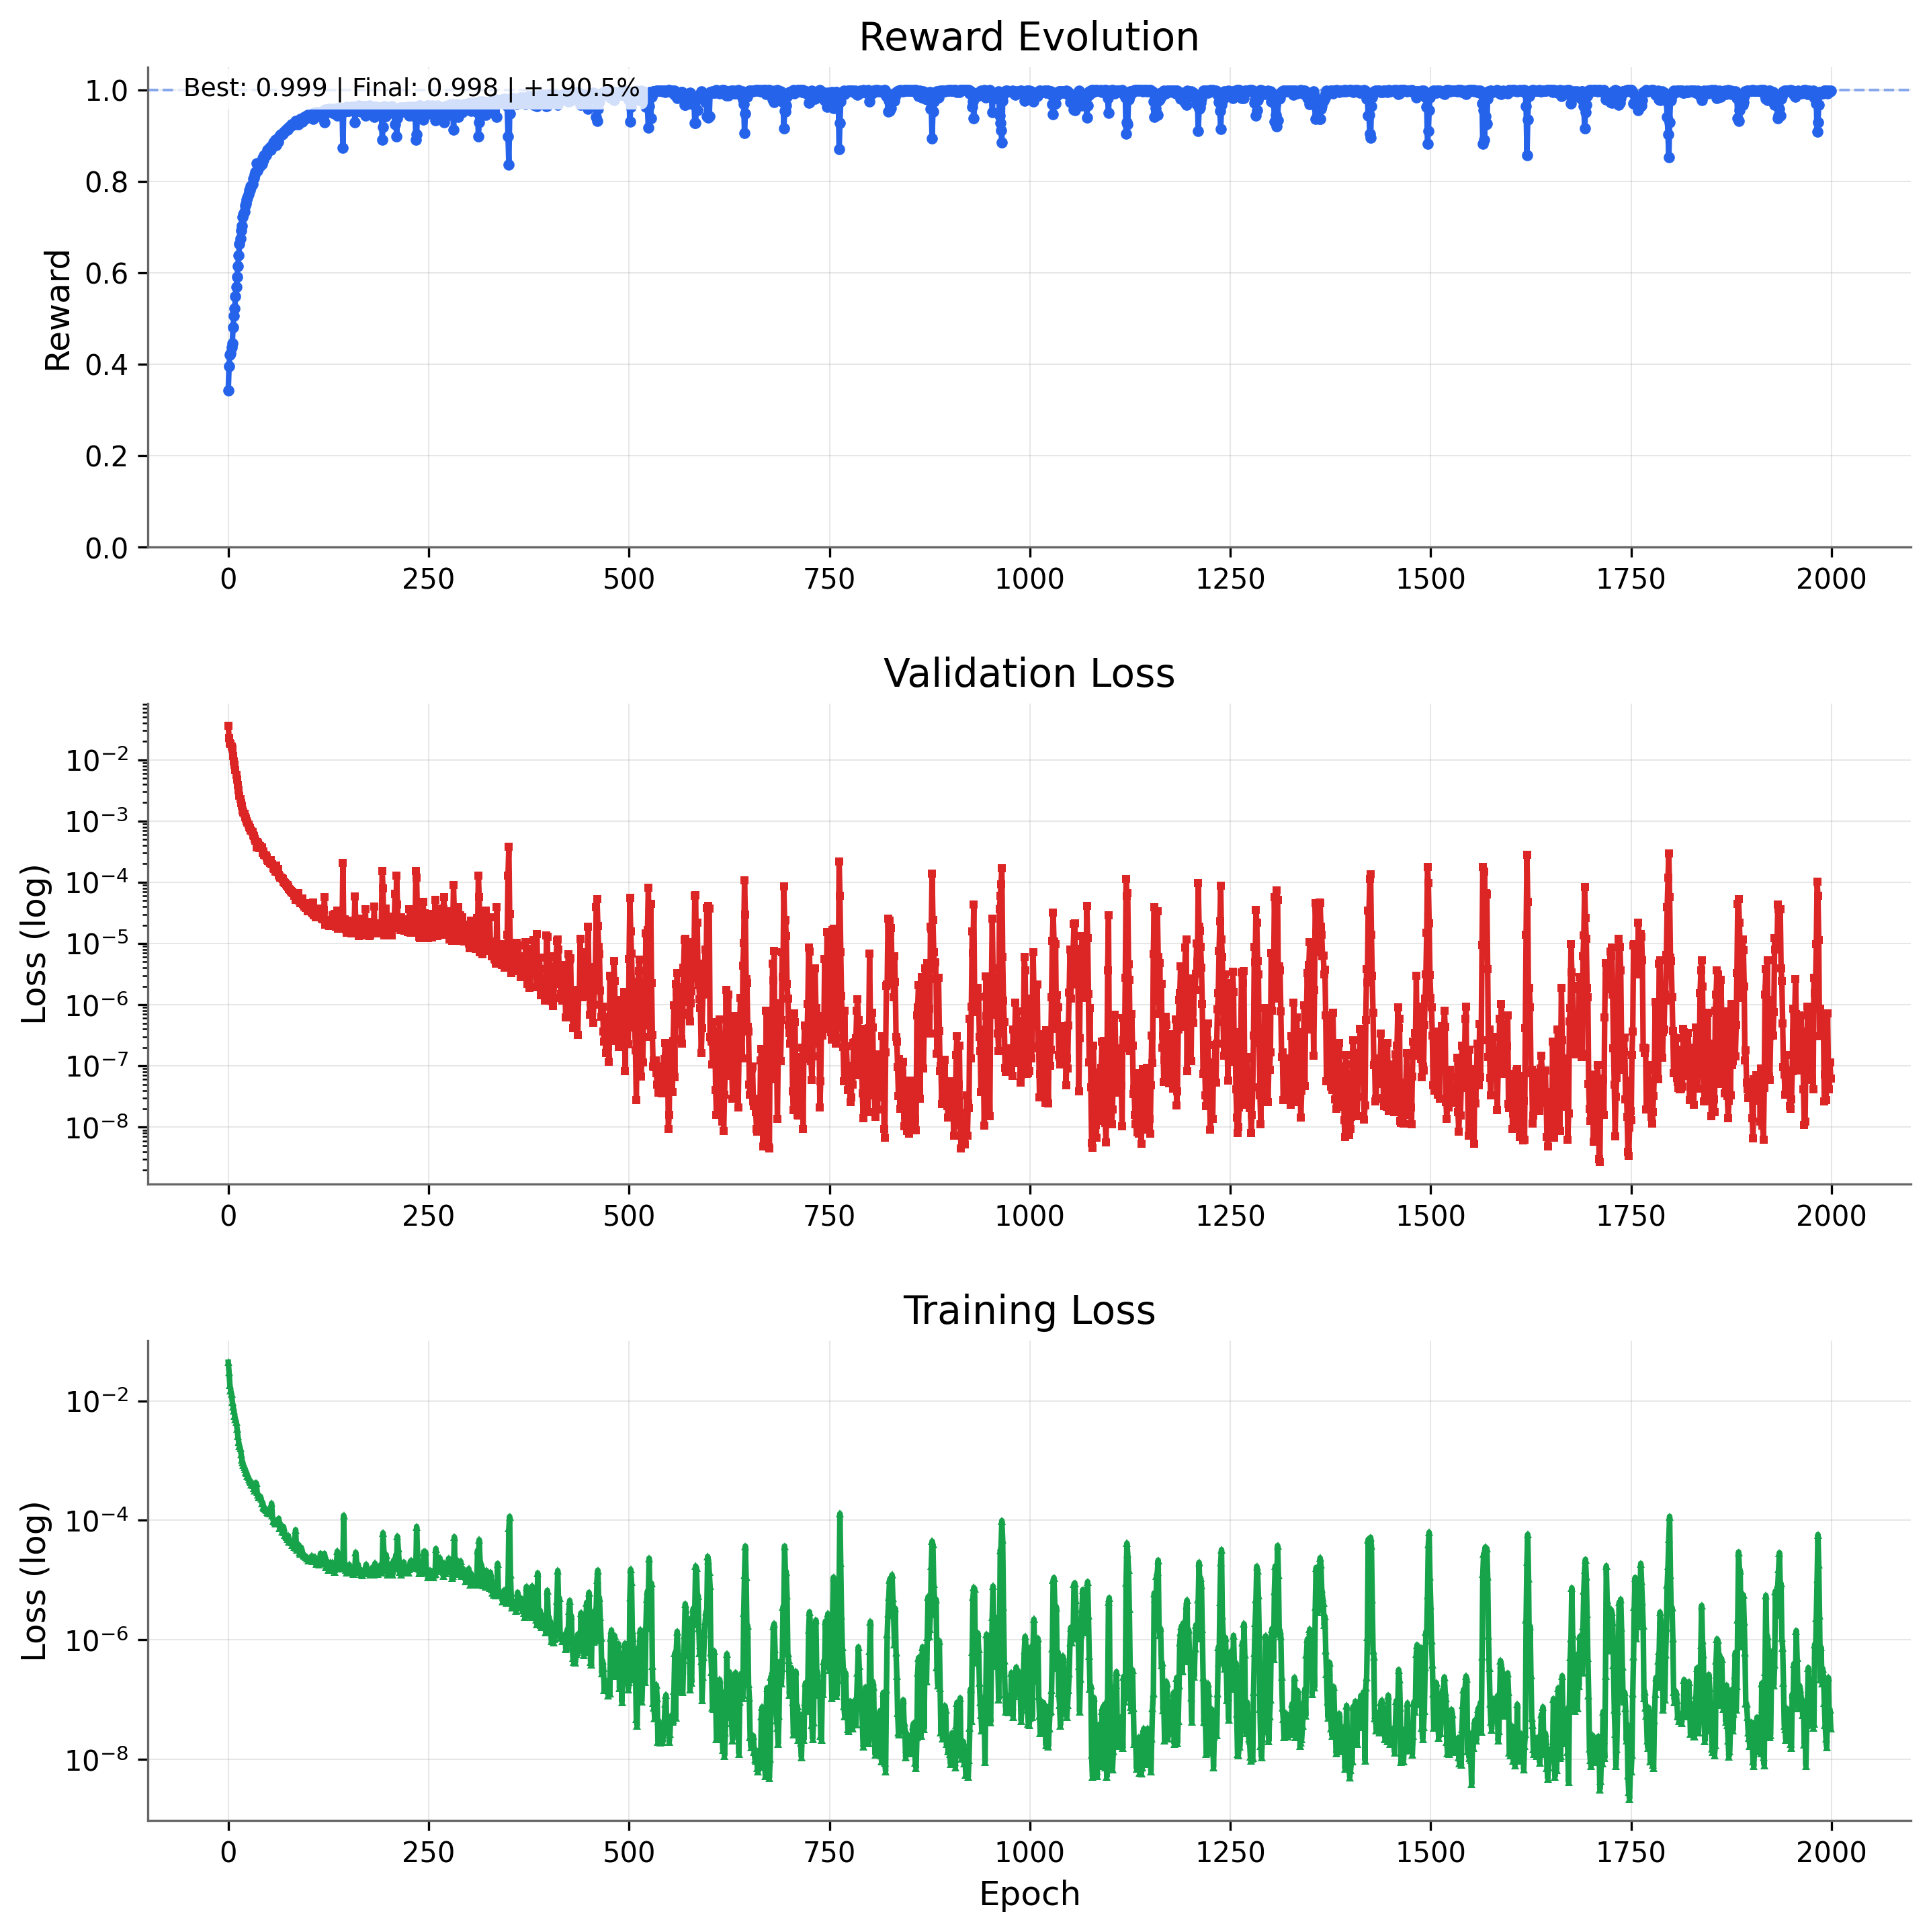 Reward Evolution
Best: 0.999 | Final: 0.998 | +190.5%
Reward
1.0
0.8
0.6
0.4
0.2
0.0
0 250 500 750 1000 1250 1500 1750 2000
Validation Loss
Loss (log)
10⁻²
10⁻³
10⁻⁴
10⁻⁵
10⁻⁶
10⁻⁷
10⁻⁸
0 250 500 750 1000 1250 1500 1750 2000
Training Loss
Loss (log)
10⁻²
10⁻⁴
10⁻⁶
10⁻⁸
0 250 500 750 1000 1250 1500 1750 2000
Epoch